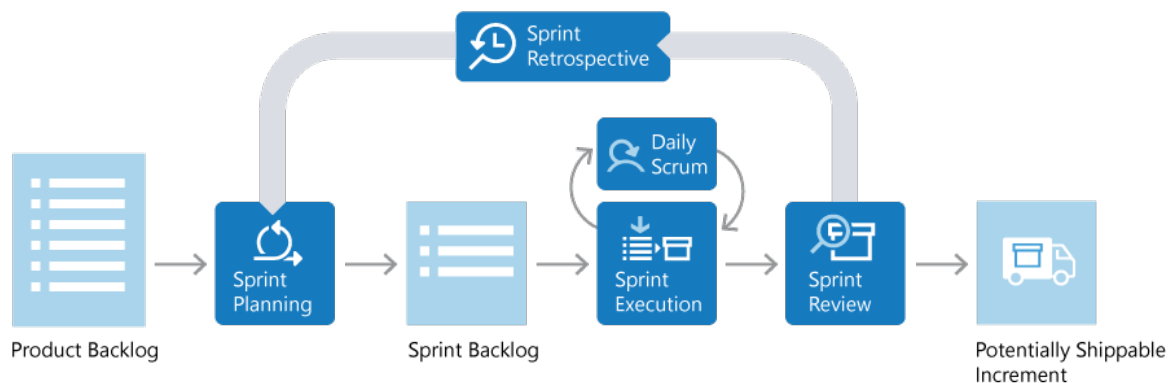 Sprint
Retrospective
Daily
Scrum
Sprint
Planning
Sprint
Execution
Sprint
Review
Product Backlog
Sprint Backlog
Potentially Shippable
Increment